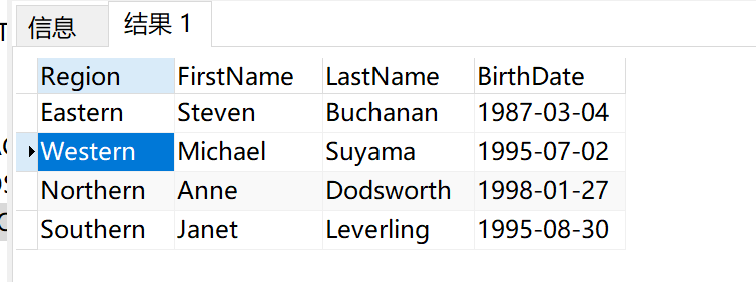 信息 结果 1
Region FirstName LastName BirthDate
Eastern Steven Buchanan 1987-03-04
Western Michael Suyama 1995-07-02
Northern Anne Dodsworth 1998-01-27
Southern Janet Leverling 1995-08-30